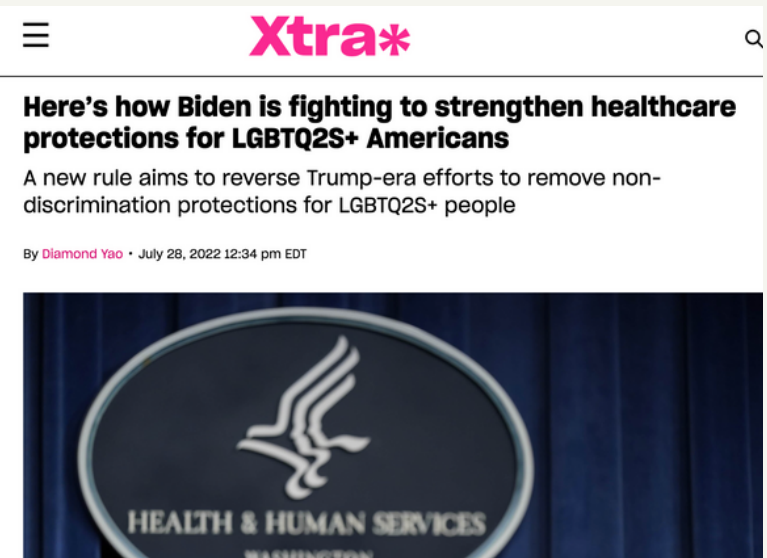 Xtra*
Here's how Biden is fighting to strengthen healthcare
protections for LGBTQ2S+ Americans
A new rule aims to reverse Trump-era efforts to remove non-
discrimination protections for LGBTQ2S+ people
By Diamond Yao • July 28, 2022 12:34 pm EDT
HEALTH & HUMAN SERVICES
WASHINGTON